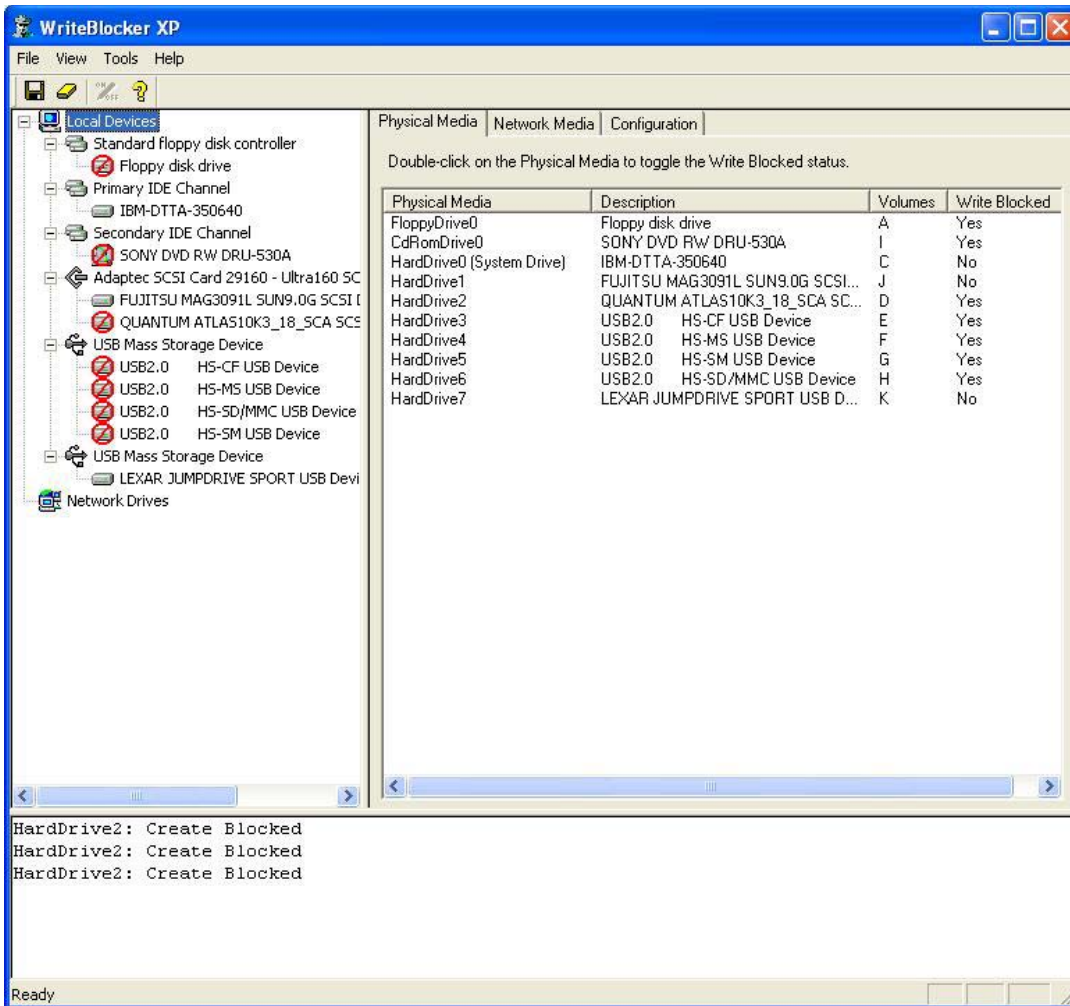 WriteBlocker XP
File View Tools Help
Local Devices
Standard floppy disk controller
Floppy disk drive
Primary IDE Channel
IBM-DTTA-350640
Secondary IDE Channel
SONY DVD RW DRU-530A
Adaptec SCSI Card 29160 - Ultra160 SC
FUJITSU MAG3091L SUN9.0G SCSI
QUANTUM ATLAS10K3_18_SCA SCS
USB Mass Storage Device
USB2.0 HS-CF USB Device
USB2.0 HS-MS USB Device
USB2.0 HS-SD/MMC USB Device
USB2.0 HS-SM USB Device
USB Mass Storage Device
LEXAR JUMPDRIVE SPORT USB Devi
Network Drives
Physical Media Network Media Configuration
Double-click on the Physical Media to toggle the Write Blocked status.
Physical Media Description Volumes Write Blocked
FloppyDrive0 Floppy disk drive A Yes
CdRomDrive0 SONY DVD RW DRU-530A I Yes
HardDrive0 (System Drive) IBM-DTTA-350640 C No
HardDrive1 FUJITSU MAG3091L SUN9.0G SCSI... J No
HardDrive2 QUANTUM ATLAS10K3_18_SCA SC... D Yes
HardDrive3 USB2.0 HS-CF USB Device E Yes
HardDrive4 USB2.0 HS-MS USB Device F Yes
HardDrive5 USB2.0 HS-SM USB Device G Yes
HardDrive6 USB2.0 HS-SD/MMC USB Device H Yes
HardDrive7 LEXAR JUMPDRIVE SPORT USB D... K No
HardDrive2: Create Blocked
HardDrive2: Create Blocked
HardDrive2: Create Blocked
Ready